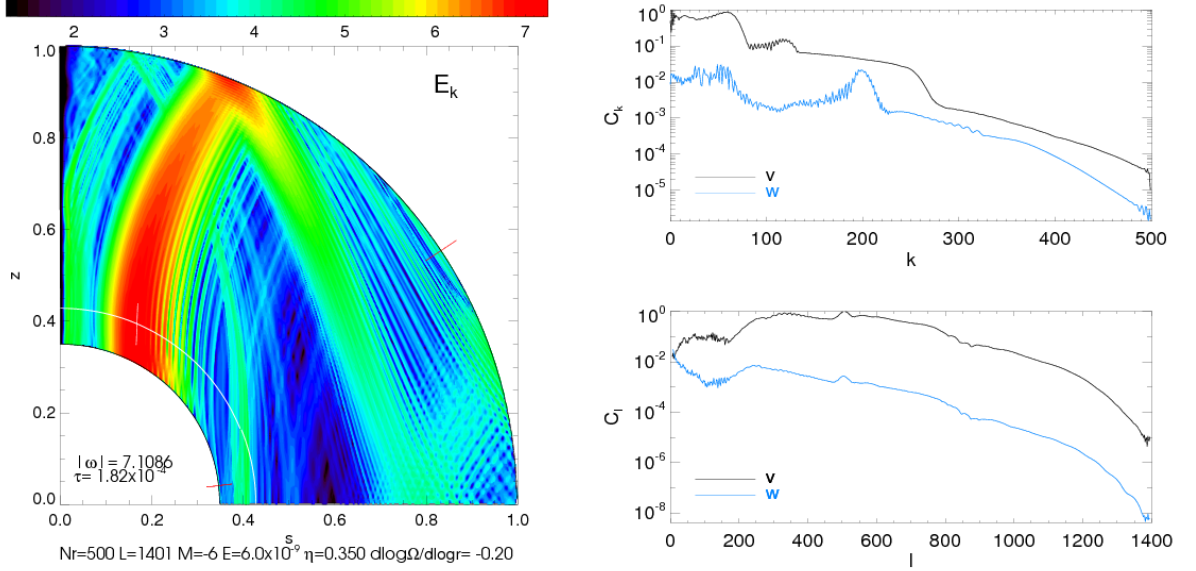 2 3 4 5 6 7
1.0
E_k
0.8
0.6
z
0.4
0.2
|ω| = 7.1086
τ= 1.82x10^-4
0.0
0.0 0.2 0.4 0.6 0.8 1.0
s
Nr=500 L=1401 M=-6 E=6.0x10^-9 η=0.350 dlogΩ/dlogr= -0.20
10^0
10^-1
10^-2
C_k
10^-3
10^-4
10^-5
v
w
0 100 200 300 400 500
k
10^0
10^-2
C_l
10^-4
10^-6
10^-8
v
w
0 200 400 600 800 1000 1200 1400
l